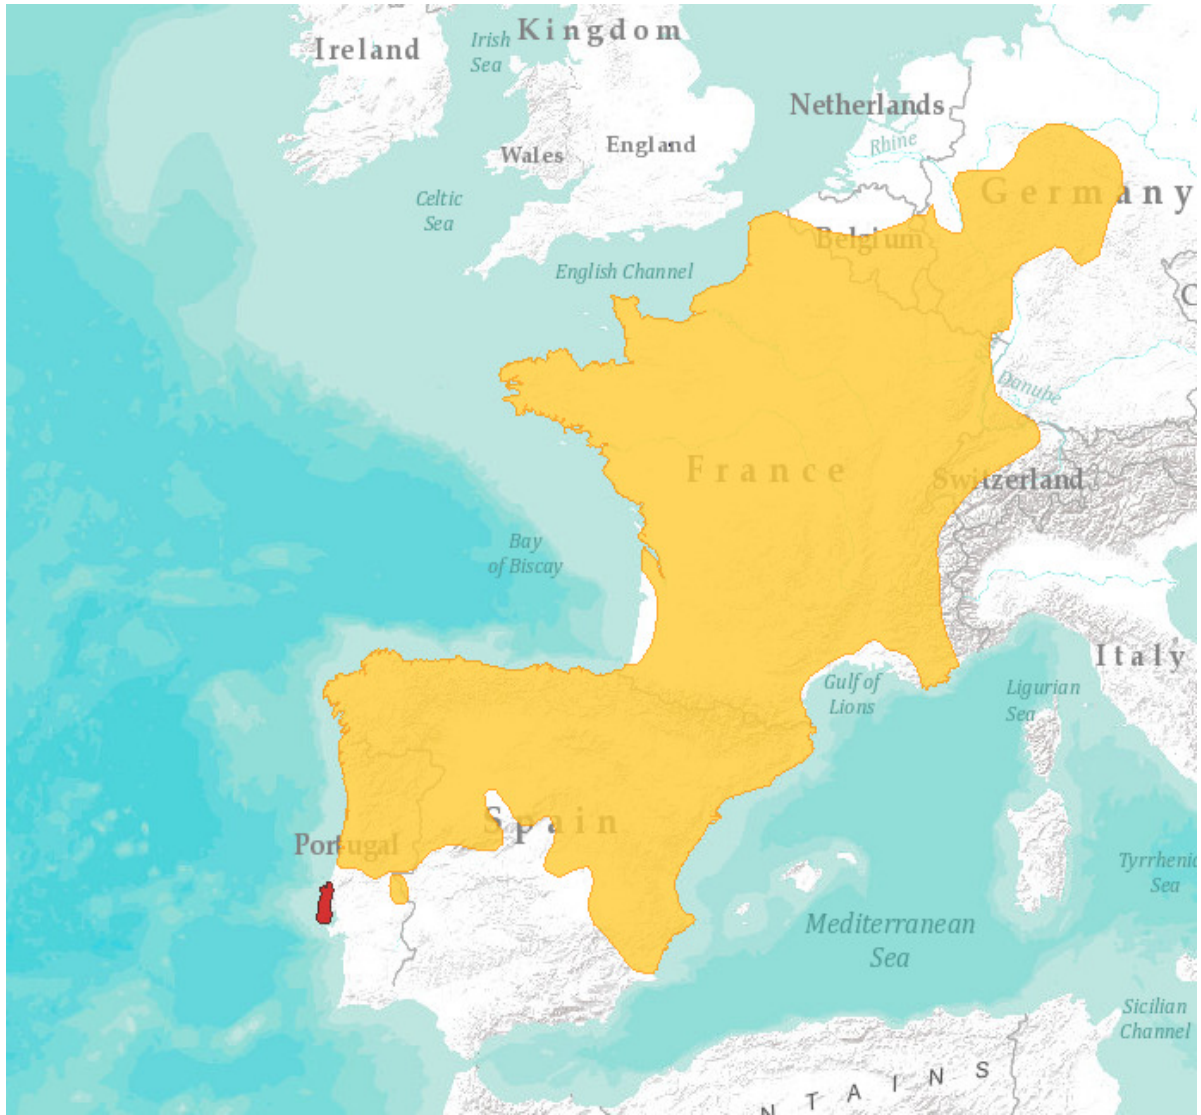 Kingdom
Ireland
Irish
Sea
Netherlands
England
Rhine
Wales
Germany
Celtic
Sea
Belgium
English Channel
C
Danube
France
Switzerland
Bay
of Biscay
Italy
Gulf of
Lions
Ligurian
Sea
Spain
Portugal
Tyrrhenia
Sea
Mediterranean
Sea
Sicilian
Channel
NTAINS